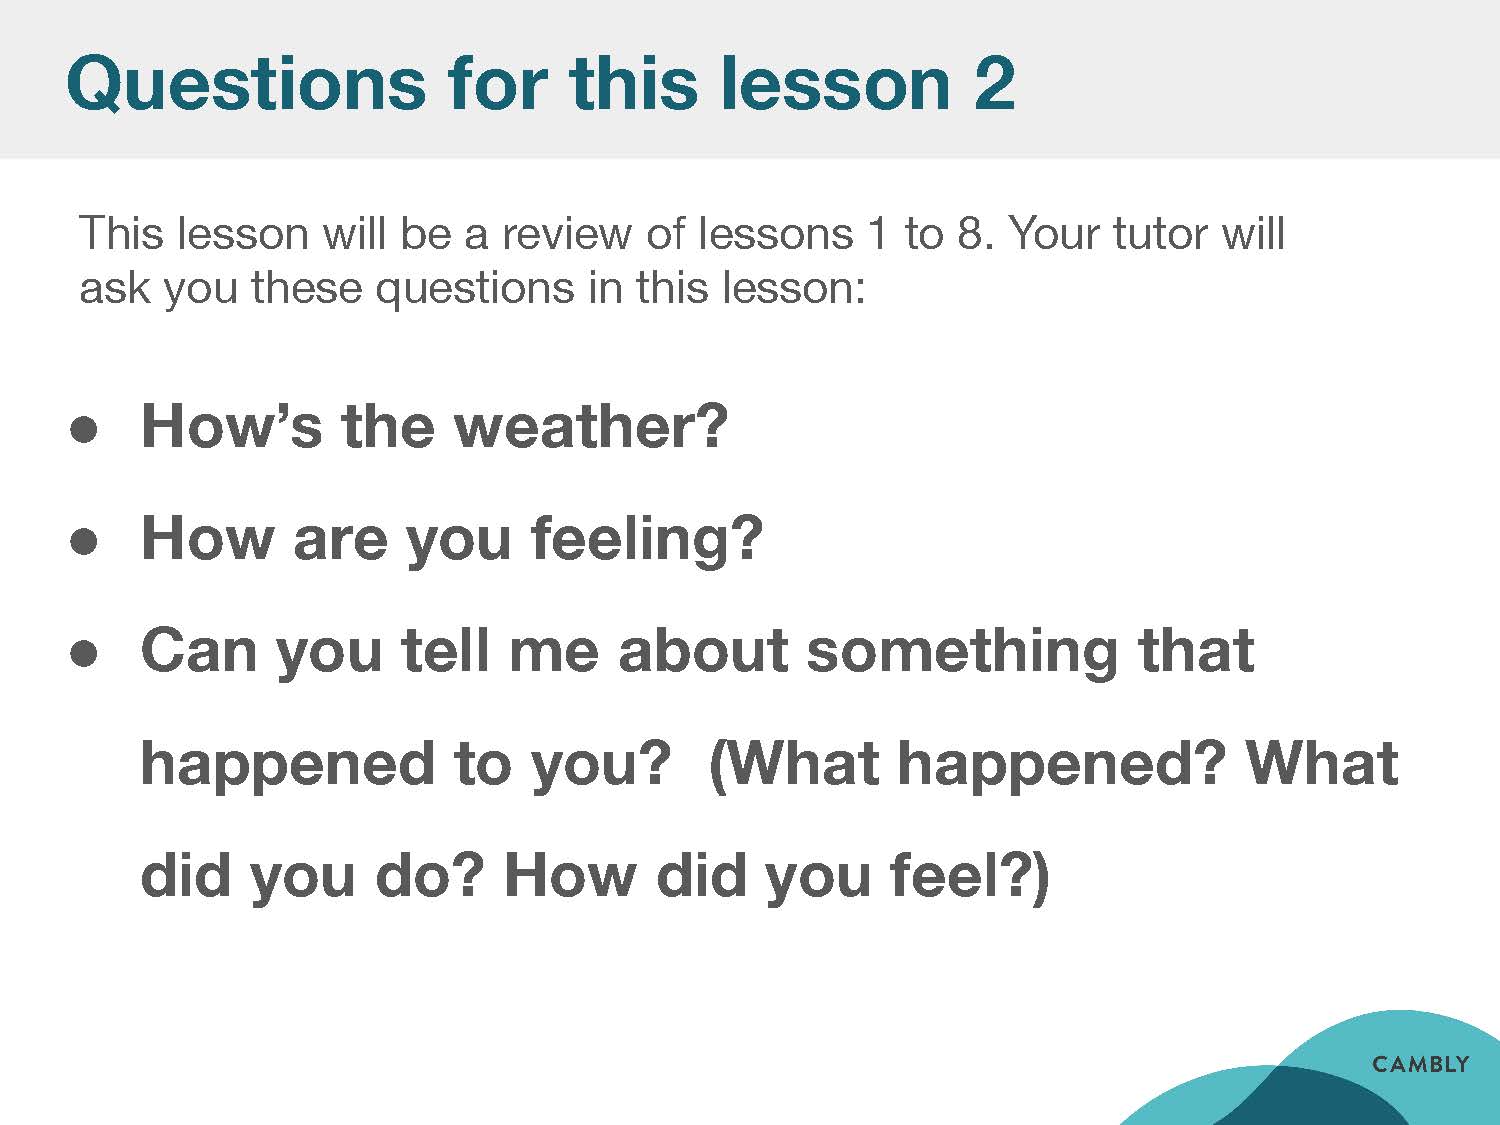 Questions for this lesson 2
This lesson will be a review of lessons 1 to 8. Your tutor will
ask you these questions in this lesson:
● How’s the weather?
● How are you feeling?
● Can you tell me about something that
happened to you? (What happened? What
did you do? How did you feel?)
CAMBLY